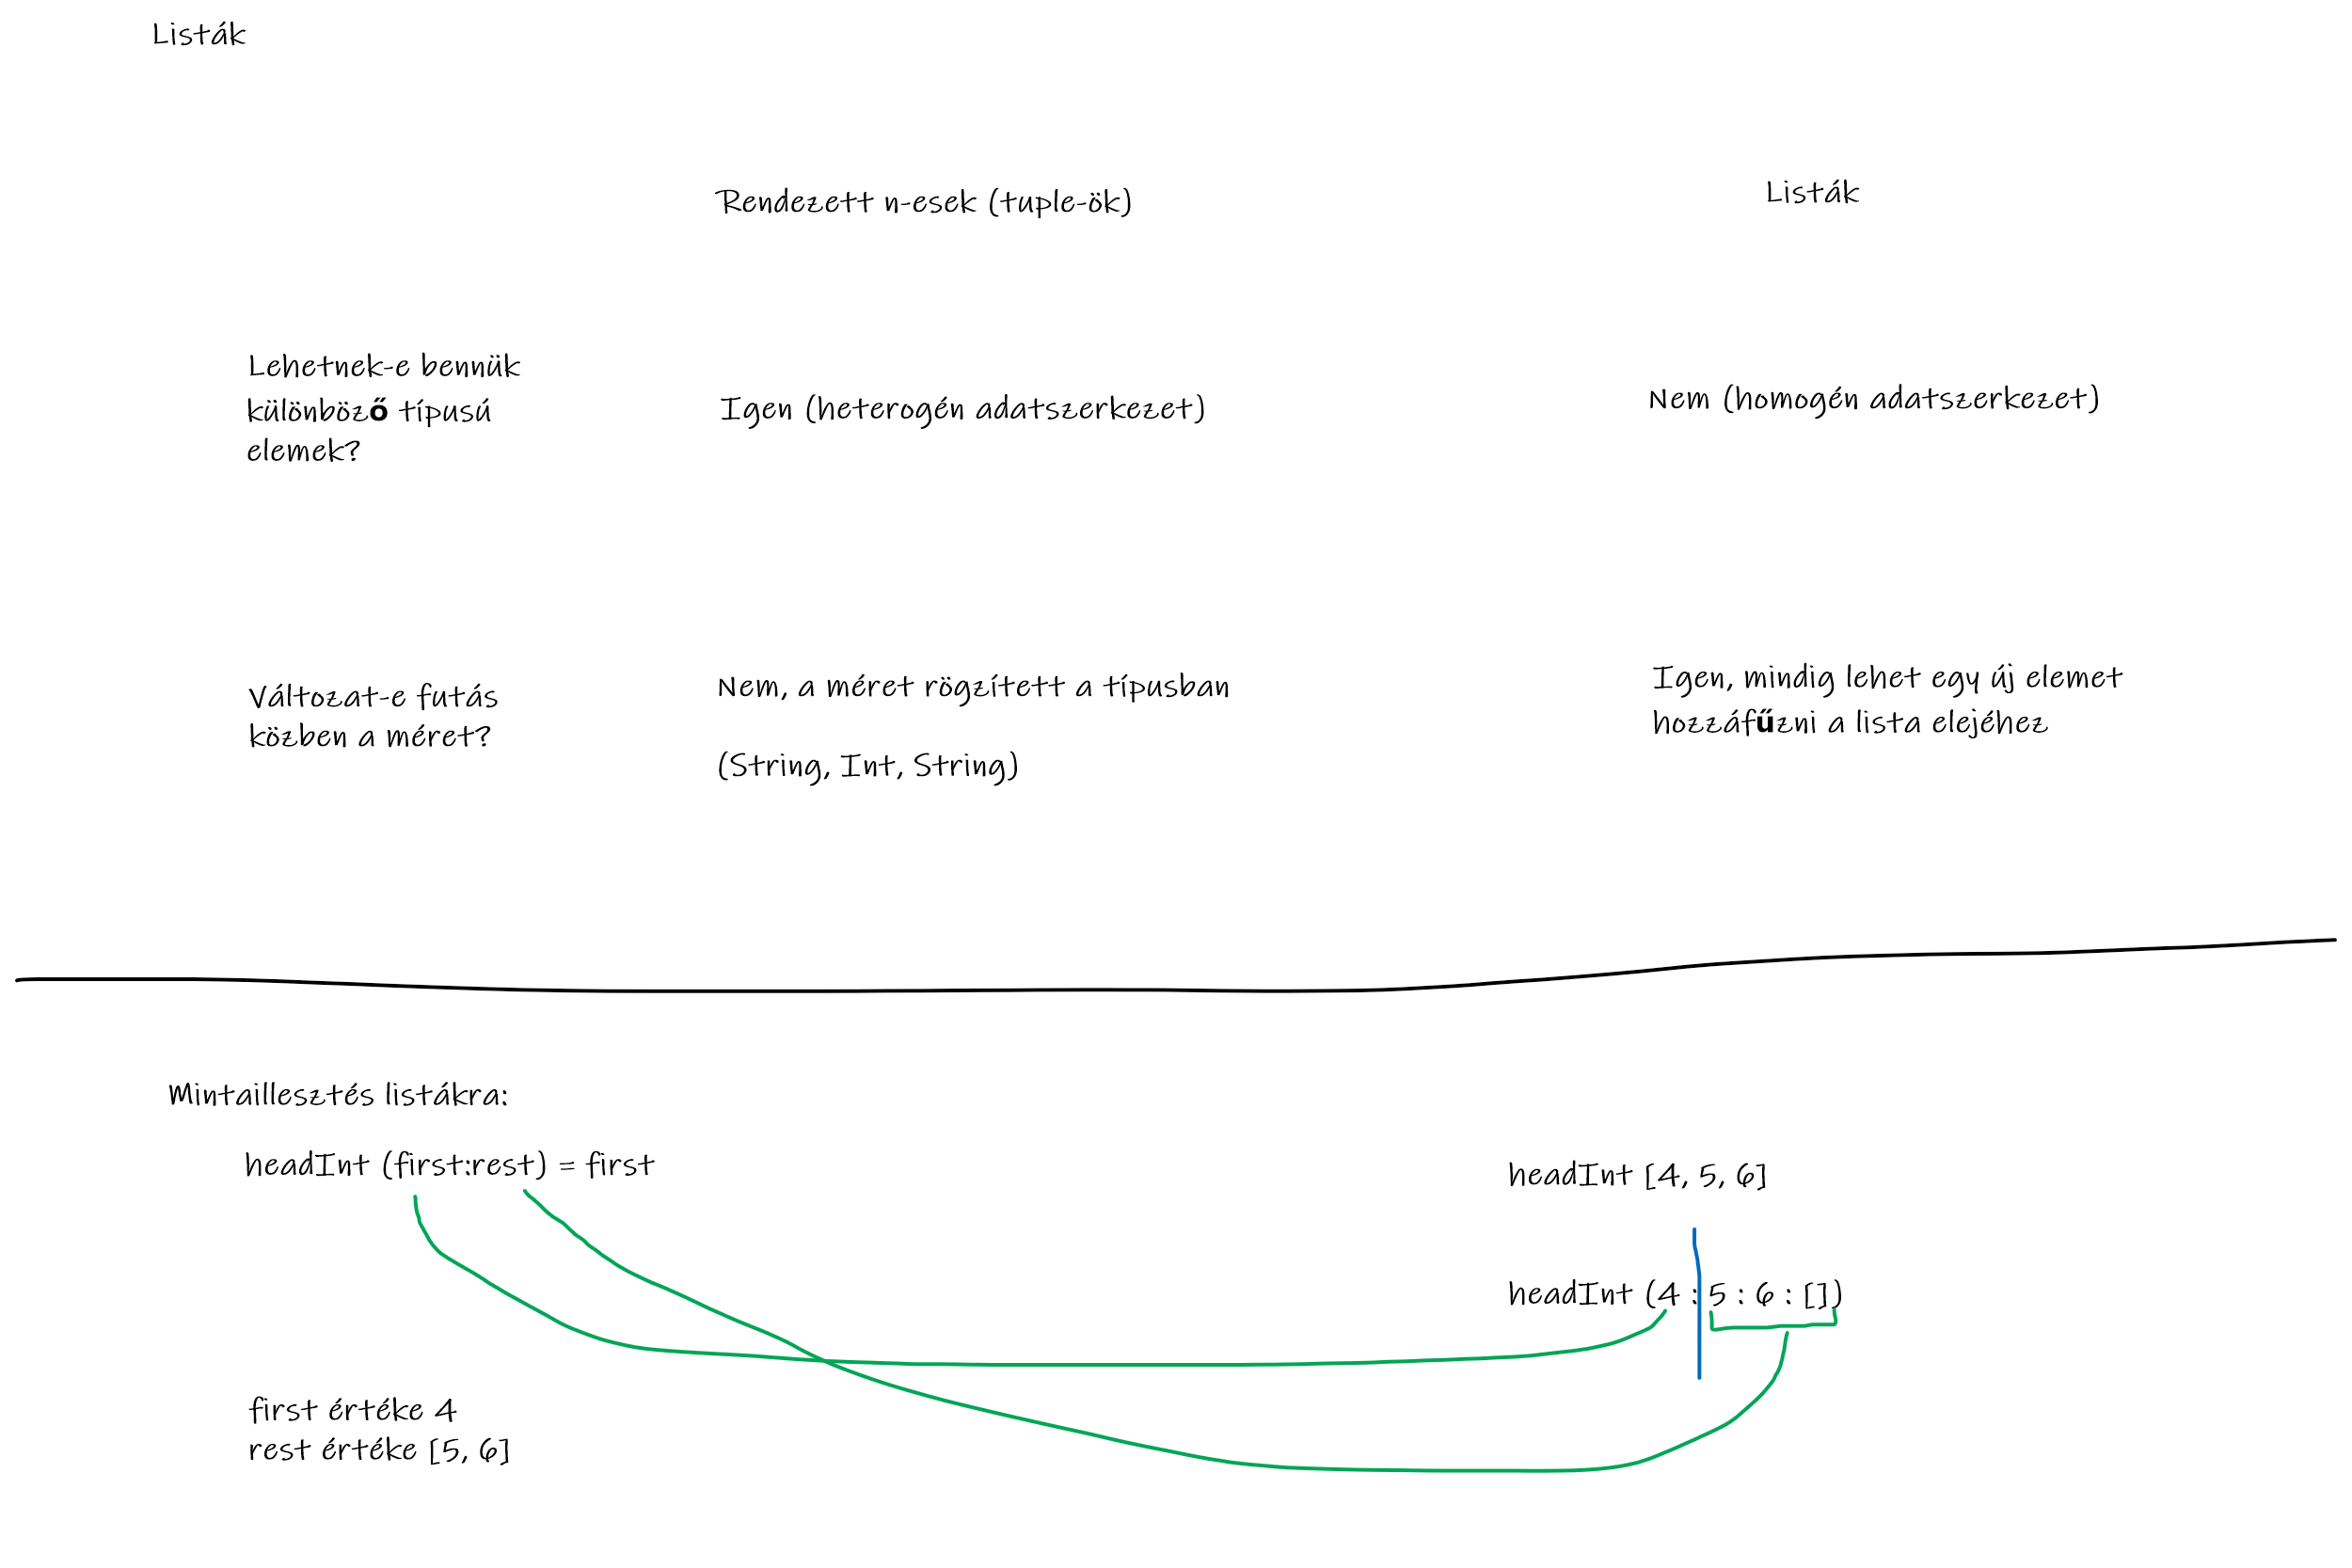 Listák
Rendezett n-esek (tuple-ök)
Listák
Lehetnek-e bennük
különböző típusú
elemek?
Igen (heterogén adatszerkezet)
Nem (homogén adatszerkezet)
Változat-e futás
közben a méret?
Nem, a méret rögzített a típusban
(String, Int, String)
Igen, mindig lehet egy új elemet
hozzáfűzni a lista elejéhez
Mintaillesztés listákra:
headInt (first:rest) = first
headInt [4, 5, 6]
headInt (4 : 5 : 6 : [])
first értéke 4
rest értéke [5, 6]